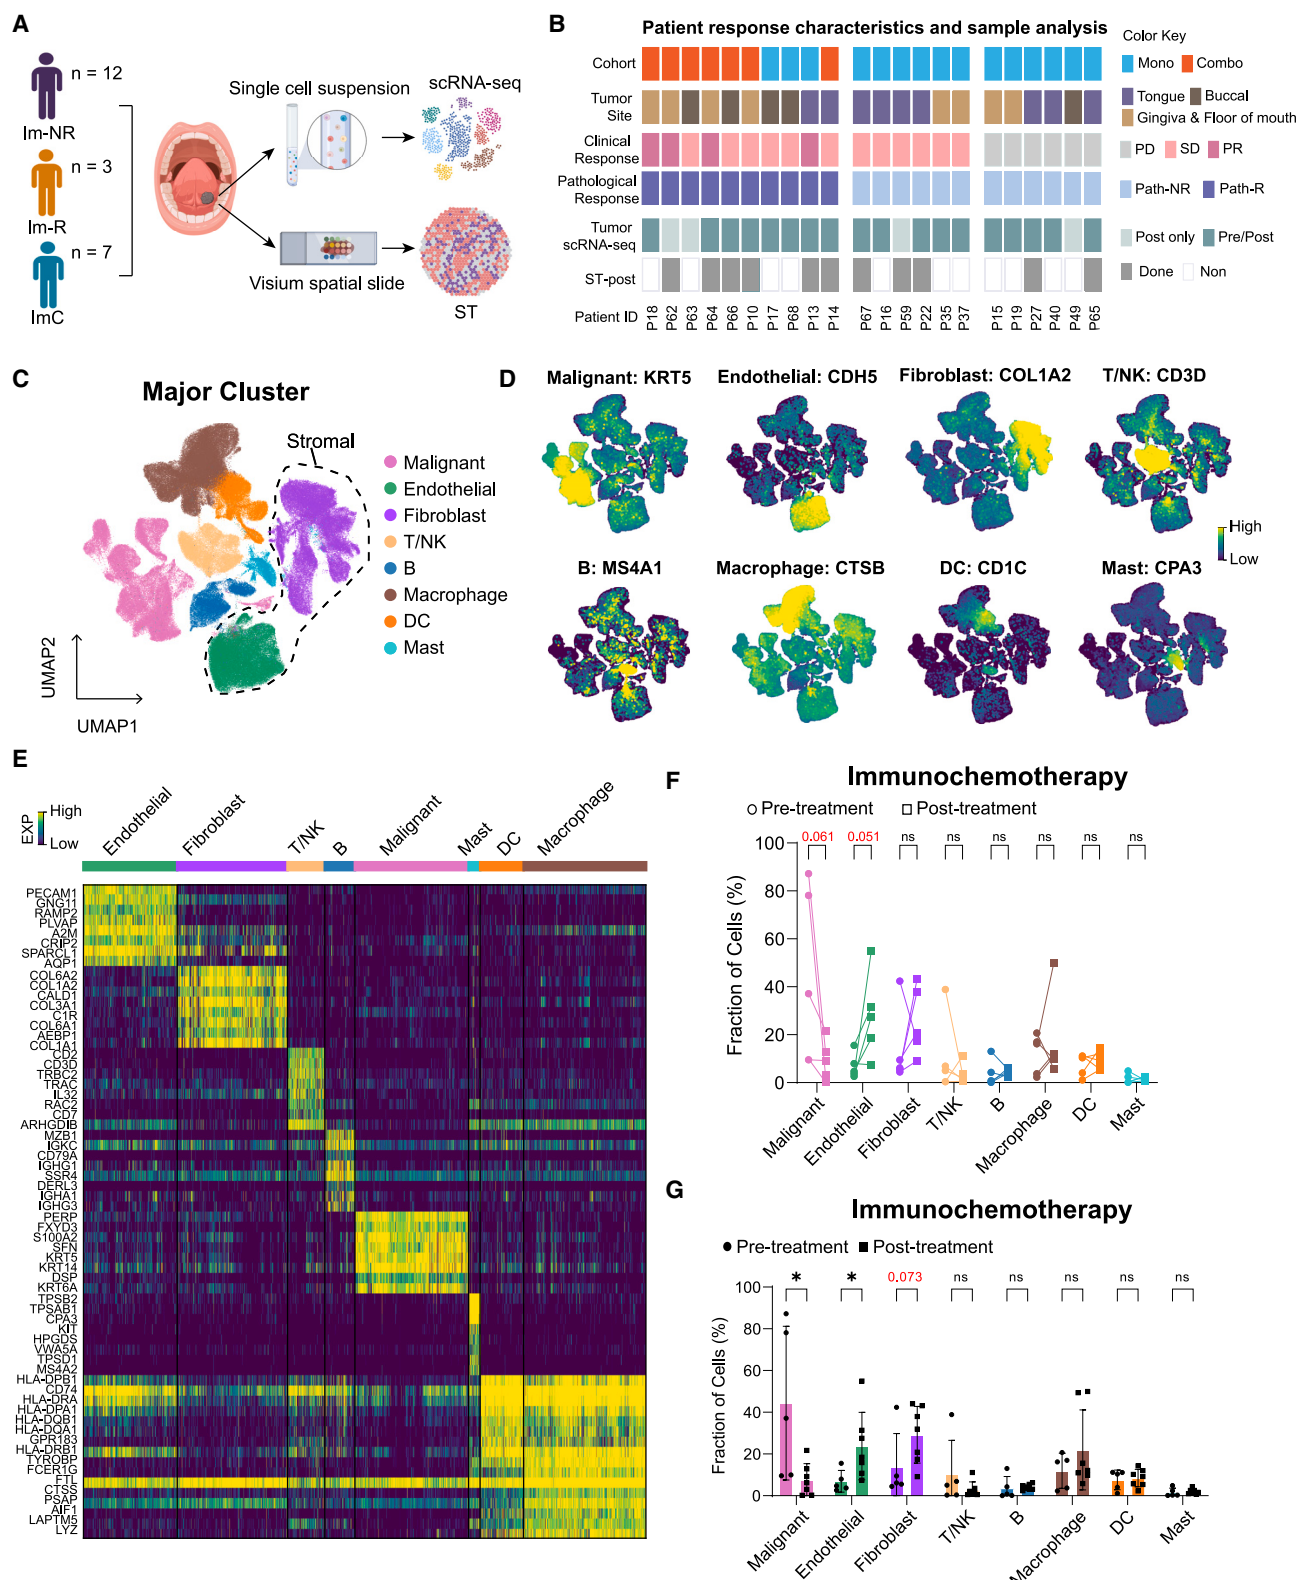 A
n = 12
Im-NR
n = 3
Im-R
n = 7
ImC
Single cell suspension
scRNA-seq
Visium spatial slide
ST
B
Patient response characteristics and sample analysis
Cohort
Tumor
Site
Clinical
Response
Pathological
Response
Tumor
scRNA-seq
ST-post
Patient ID
P18 P62 P63 P64 P66 P10 P17 P68 P13 P14 P67 P16 P59 P22 P35 P37 P15 P19 P27 P40 P49 P65
Color Key
Mono Combo
Tongue Buccal
Gingiva & Floor of mouth
PD SD PR
Path-NR Path-R
Post only Pre/Post
Done Non
C
Major Cluster
Stromal
Malignant
Endothelial
Fibroblast
T/NK
B
Macrophage
DC
Mast
UMAP2
UMAP1
D
Malignant: KRT5 Endothelial: CDH5 Fibroblast: COL1A2 T/NK: CD3D
High
Low
B: MS4A1 Macrophage: CTSB DC: CD1C Mast: CPA3
E
EXP
High
Low
Endothelial Fibroblast T/NK B Malignant Mast DC Macrophage
PECAM1
GNG11
RAMP2
PLVAP
A2M
CRIP2
SPARCL1
AQP1
COL6A2
COL1A2
CALD1
COL3A1
C1R
COL6A1
AEBP1
COL1A1
CD2
CD3D
TRBC2
TRAC
IL32
RAC2
CD7
ARHGDIB
MZB1
IGKC
CD79A
IGHG1
SSR4
DERL3
IGHA1
IGHG3
PERP
FXYD3
S100A2
SFN
KRT5
KRT14
DSP
KRT6A
TPSB2
TPSAB1
CPA3
KIT
HPGDS
VWA5A
TPSD1
MS4A2
HLA-DPB1
CD74
HLA-DRA
HLA-DPA1
HLA-DQB1
HLA-DQA1
GPR183
HLA-DRB1
TYROBP
FCER1G
FTL
CTSS
PSAP
AIF1
LAPTM5
LYZ
F
Immunochemotherapy
Pre-treatment Post-treatment
0.061 0.051 ns ns ns ns ns ns
Fraction of Cells (%)
100
80
60
40
20
0
Malignant Endothelial Fibroblast T/NK B Macrophage DC Mast
G
Immunochemotherapy
Pre-treatment Post-treatment
* * 0.073 ns ns ns ns ns
Fraction of Cells (%)
100
80
60
40
20
0
Malignant Endothelial Fibroblast T/NK B Macrophage DC Mast